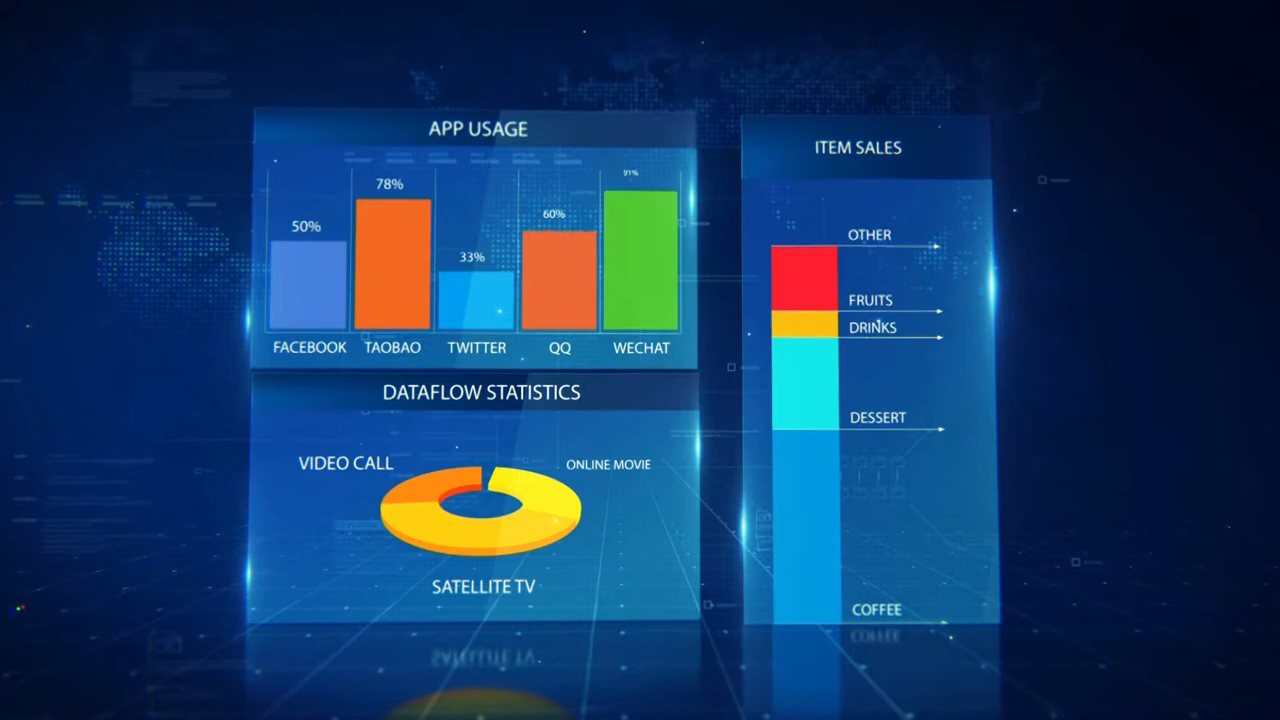 APP USAGE
50%
78%
33%
60%
91%
FACEBOOK
TAOBAO
TWITTER
QQ
WECHAT
DATAFLOW STATISTICS
VIDEO CALL
ONLINE MOVIE
SATELLITE TV
ITEM SALES
OTHER
FRUITS
DRINKS
DESSERT
COFFEE